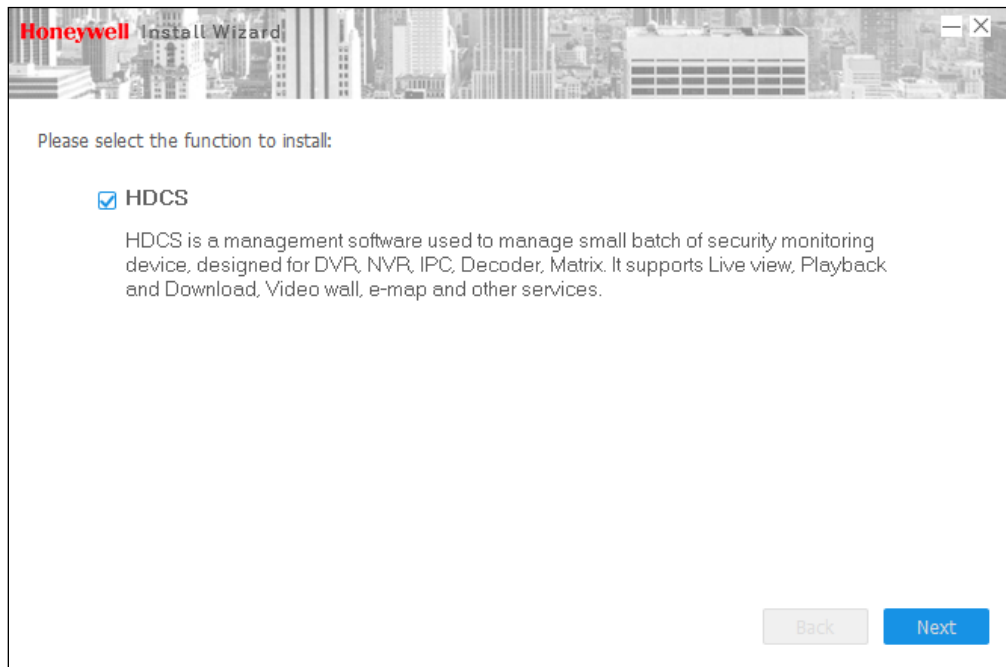 Honeywell Install Wizard
Please select the function to install:
HDCS
HDCS is a management software used to manage small batch of security monitoring
device, designed for DVR, NVR, IPC, Decoder, Matrix. It supports Live view, Playback
and Download, Video wall, e-map and other services.
Back
Next